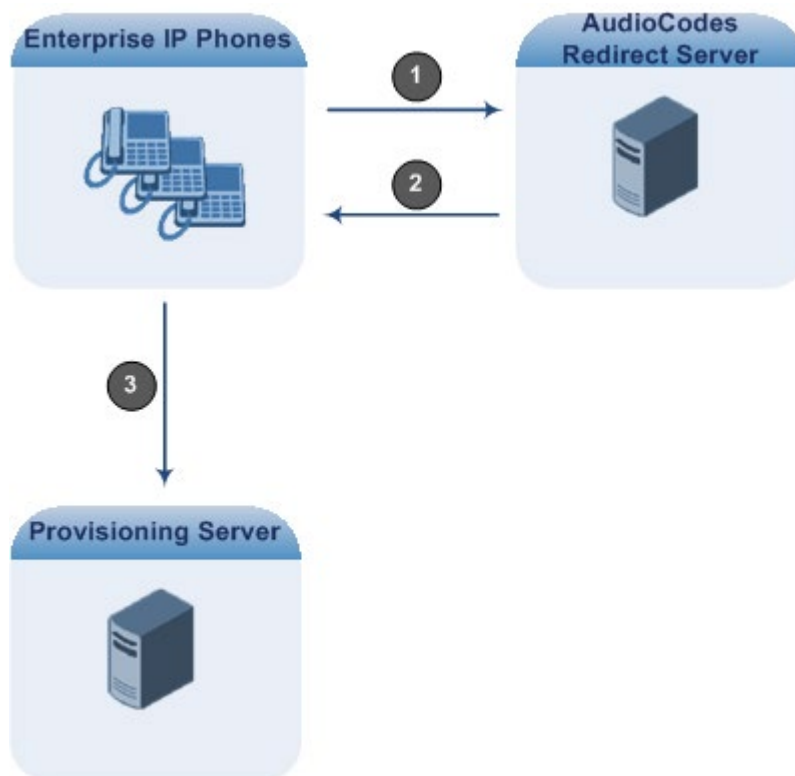 Enterprise IP Phones
AudioCodes
Redirect Server
1
2
3
Provisioning Server